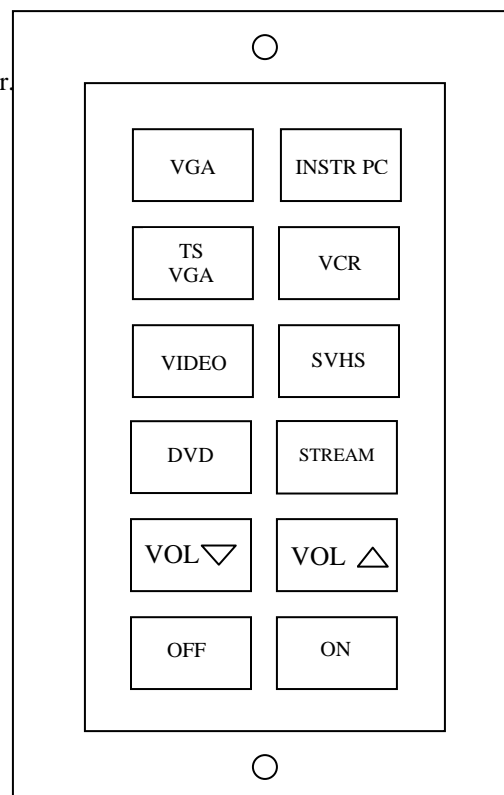 r.
VGA
INSTR PC
TS
VGA
VCR
VIDEO
SVHS
DVD
STREAM
VOL
VOL
OFF
ON